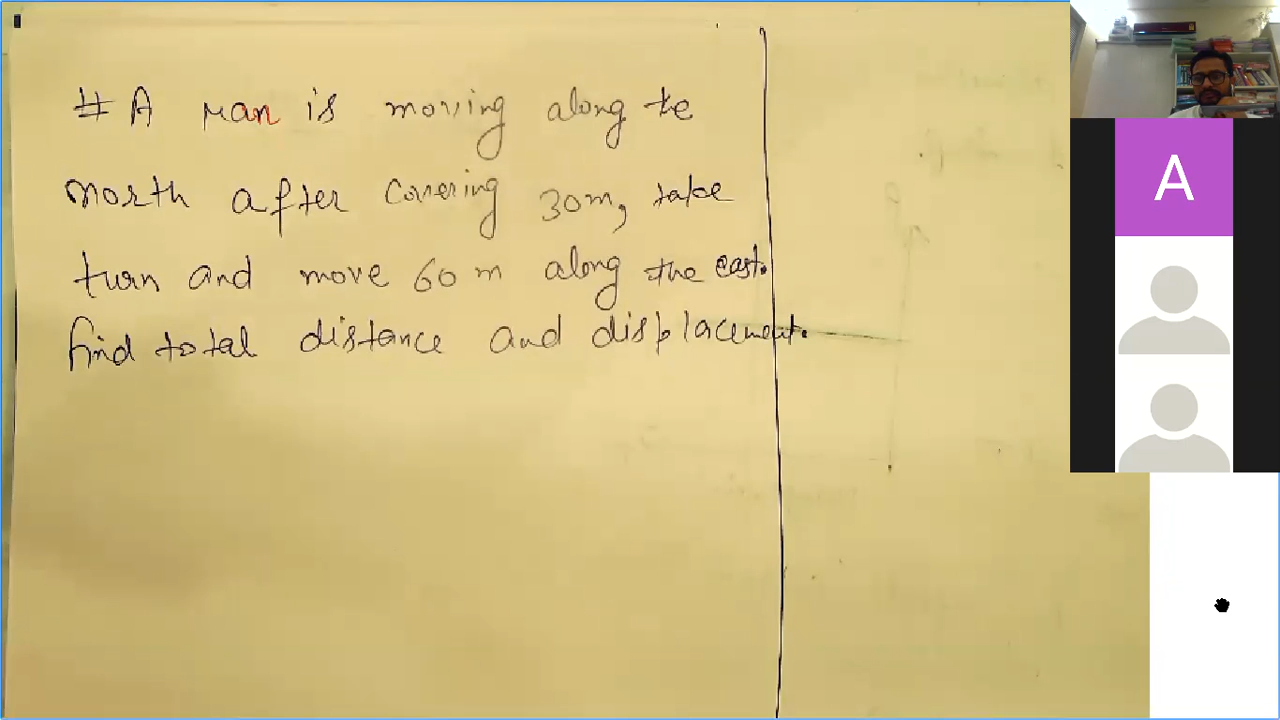 # A man is moving along the
north after covering 30m, take
turn and move 60 m along the east.
find total distance and displacement.
A